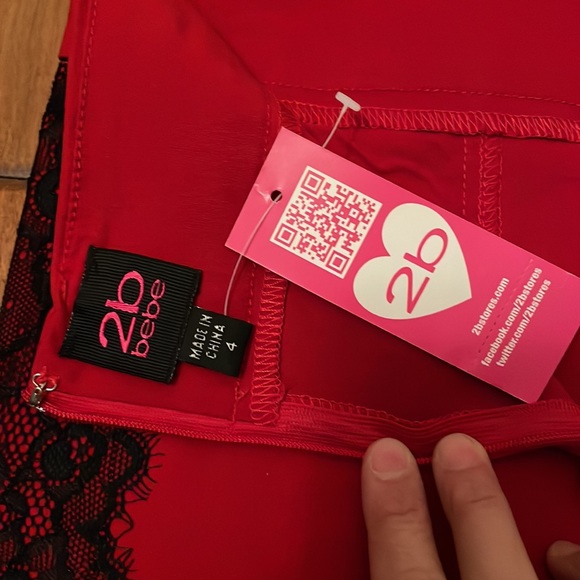 2b
bebe
MADE IN
CHINA
4
2b
2bstores.com
facebook.com/2bstores
twitter.com/2bstores